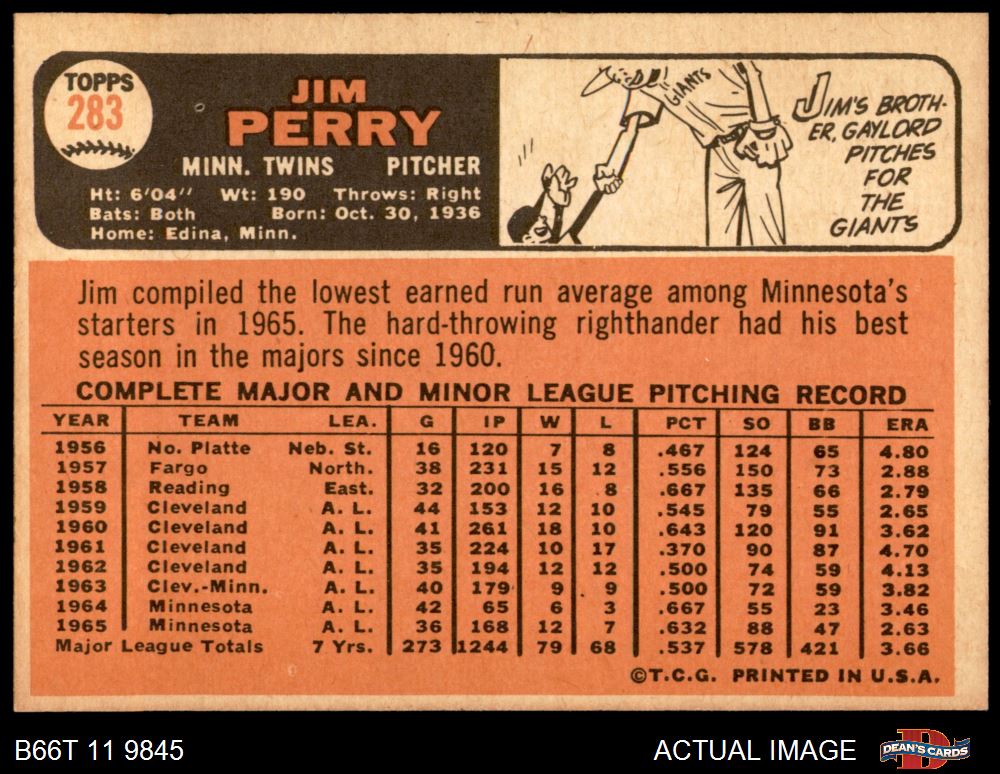 TOPPS
283
JIM
PERRY
MINN. TWINS PITCHER
Ht: 6'04" Wt: 190 Throws: Right
Bats: Both Born: Oct. 30, 1936
Home: Edina, Minn.
GIANTS
JIM'S BROTH-
ER, GAYLORD
PITCHES
FOR
THE
GIANTS
Jim compiled the lowest earned run average among Minnesota's
starters in 1965. The hard-throwing righthander had his best
season in the majors since 1960.
COMPLETE MAJOR AND MINOR LEAGUE PITCHING RECORD
YEAR TEAM LEA. G IP W L PCT SO BB ERA
1956 No. Platte Neb. St. 16 120 7 8 .467 124 65 4.80
1957 Fargo North. 38 231 15 12 .556 150 73 2.88
1958 Reading East. 32 200 16 8 .667 135 66 2.79
1959 Cleveland A. L. 44 153 12 10 .545 79 55 2.65
1960 Cleveland A. L. 41 261 18 10 .643 120 91 3.62
1961 Cleveland A. L. 35 224 10 17 .370 90 87 4.70
1962 Cleveland A. L. 35 194 12 12 .500 74 59 4.13
1963 Clev.-Minn. A. L. 40 179 9 9 .500 72 59 3.82
1964 Minnesota A. L. 42 65 6 3 .667 55 23 3.46
1965 Minnesota A. L. 36 168 12 7 .632 88 47 2.63
Major League Totals 7 Yrs. 273 1244 79 68 .537 578 421 3.66
©T.C.G. PRINTED IN U.S.A.
B66T 11 9845 ACTUAL IMAGE DEAN'S CARDS